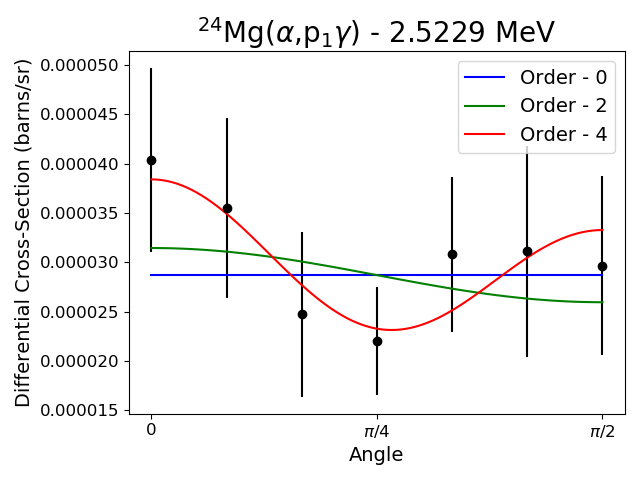 ²⁴Mg(α,p₁γ) - 2.5229 MeV
Order - 0
Order - 2
Order - 4
Differential Cross-Section (barns/sr)
0.000050
0.000045
0.000040
0.000035
0.000030
0.000025
0.000020
0.000015
0 π/4 π/2
Angle